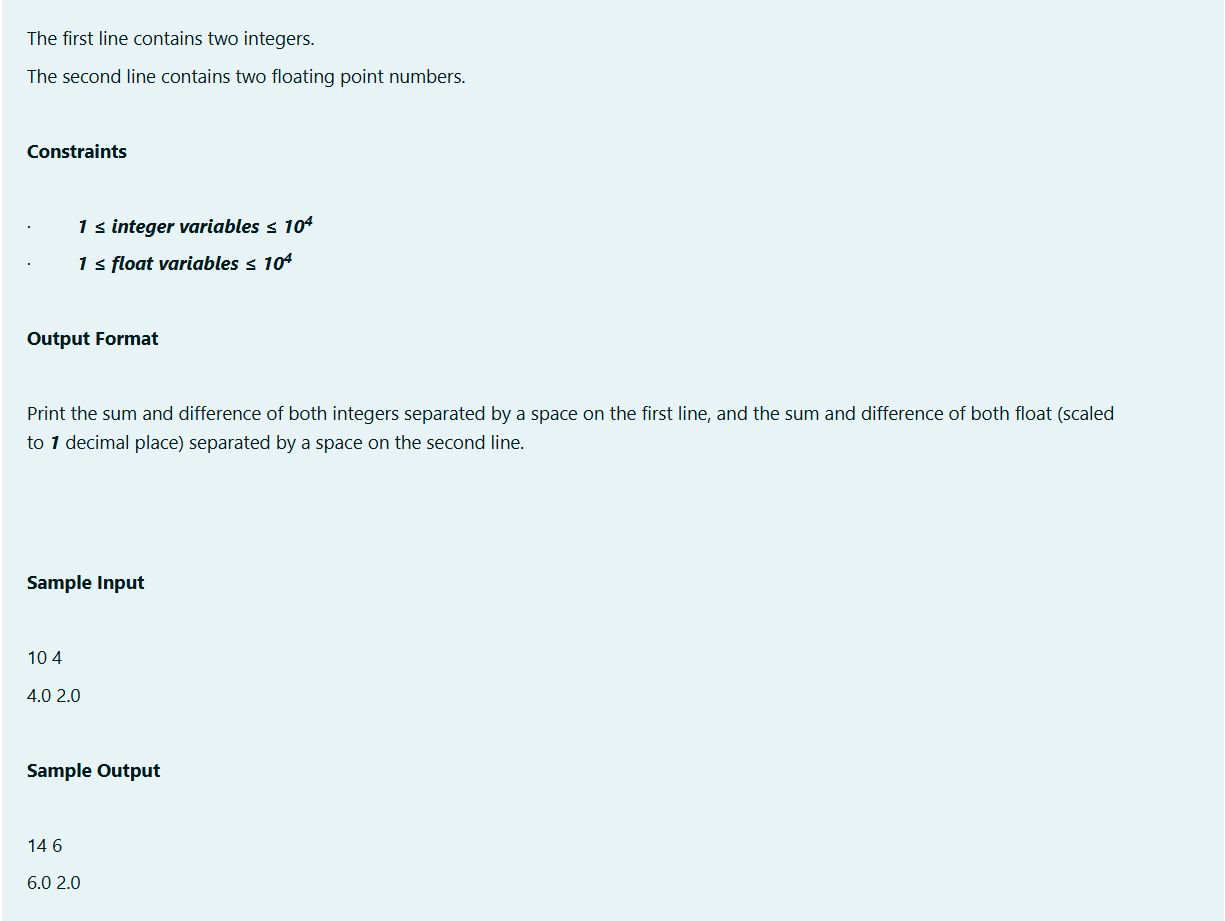 The first line contains two integers.
The second line contains two floating point numbers.
Constraints
· 1 ≤ integer variables ≤ 10⁴
· 1 ≤ float variables ≤ 10⁴
Output Format
Print the sum and difference of both integers separated by a space on the first line, and the sum and difference of both float (scaled
to 1 decimal place) separated by a space on the second line.
Sample Input
10 4
4.0 2.0
Sample Output
14 6
6.0 2.0